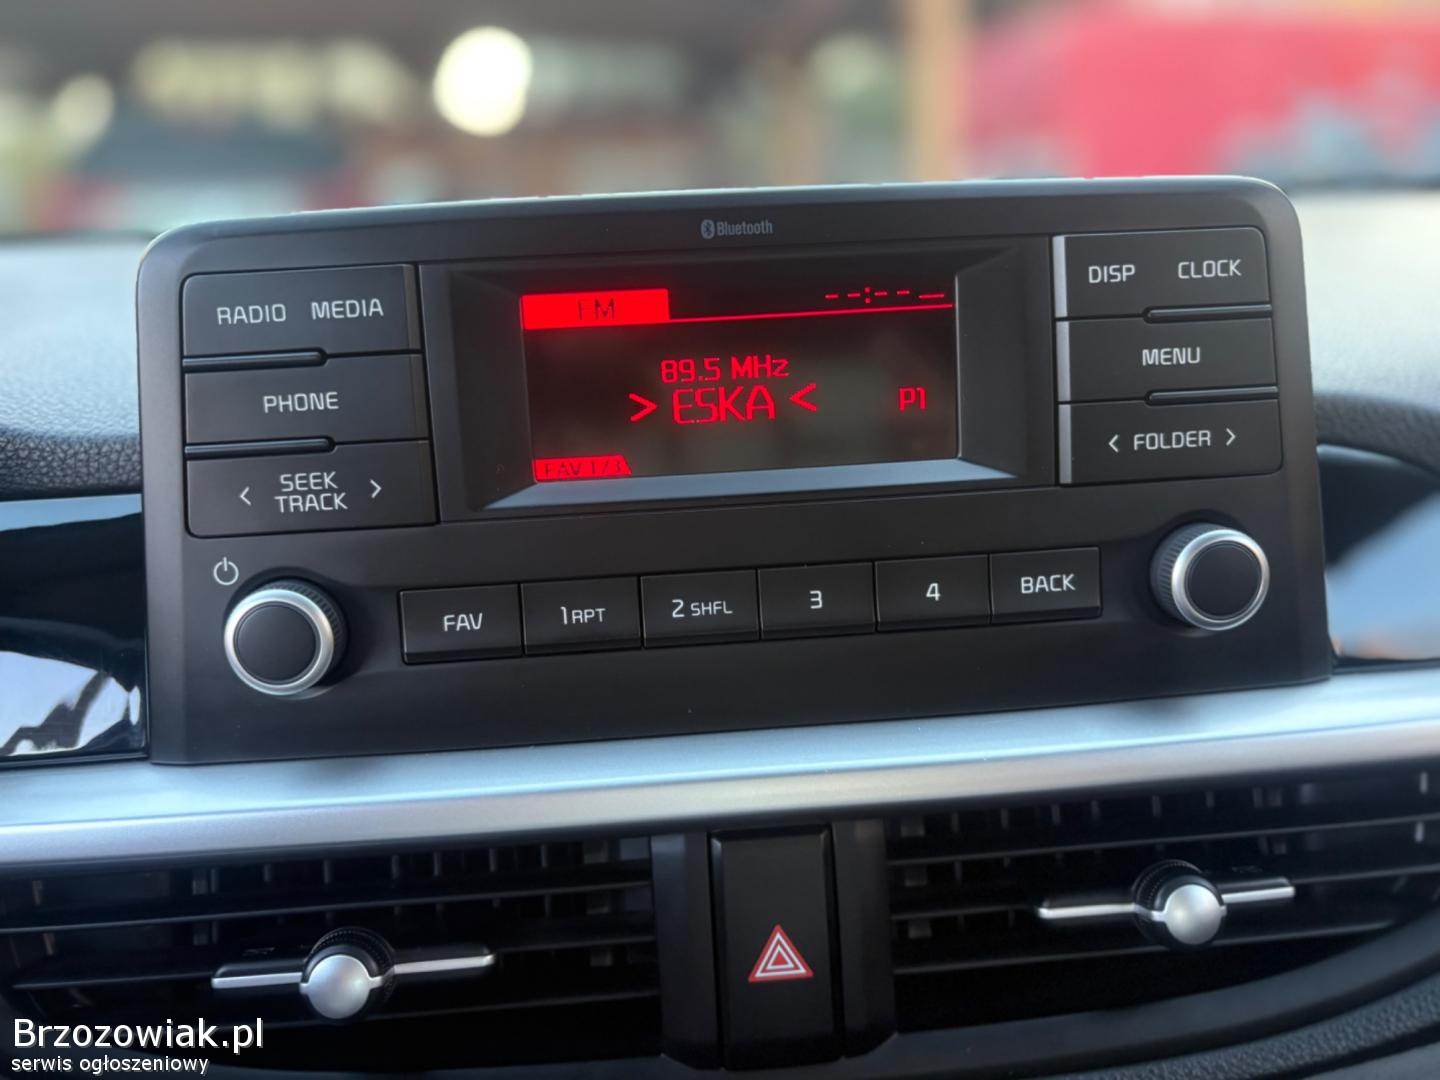 Bluetooth
RADIO MEDIA
PHONE
< SEEK TRACK >
FM
--:-- --
89.5 MHz
> ESKA <
P1
FAV 1/3
DISP CLOCK
MENU
< FOLDER >
FAV
1 RPT
2 SHFL
3
4
BACK
Brzozowiak.pl
serwis ogłoszeniowy